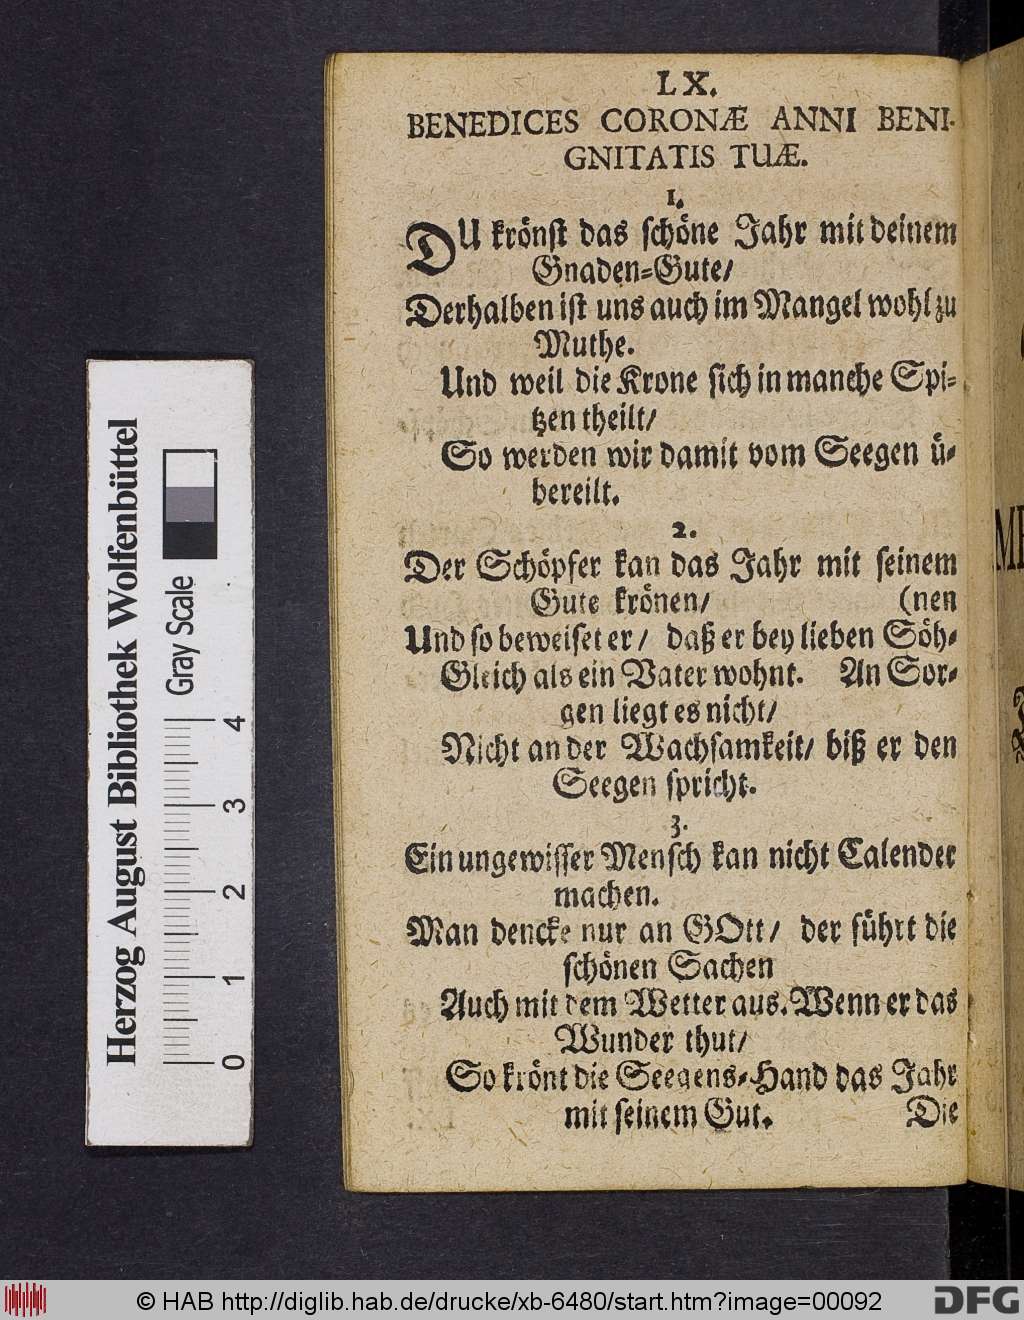 LX.
BENEDICES CORONÆ ANNI BENI-
GNITATIS TUÆ.
1.
DU krönst das schöne Jahr mit deinem
Gnaden-Gute/
Derhalben ist uns auch im Mangel wohl zu
Muthe.
Und weil die Krone sich in manche Spi-
tzen theilt/
So werden wir damit vom Seegen ü-
bereilt.
2.
Der Schöpfer kan das Jahr mit seinem
Gute krönen/ (nen
Und so beweiset er/ daß er bey lieben Söh-
Gleich als ein Vater wohnt. An Sor-
gen liegt es nicht/
Nicht an der Wachsamkeit/ biß er den
Seegen spricht.
3.
Ein ungewisser Mensch kan nicht Calender
machen.
Man dencke nur an GOtt/ der führt die
schönen Sachen
Auch mit dem Wetter aus. Wenn er das
Wunder thut/
So krönt die Seegens-Hand das Jahr
mit seinem Gut. Die
Herzog August Bibliothek Wolfenbüttel
Gray Scale
0 1 2 3 4
© HAB http://diglib.hab.de/drucke/xb-6480/start.htm?image=00092
DFG